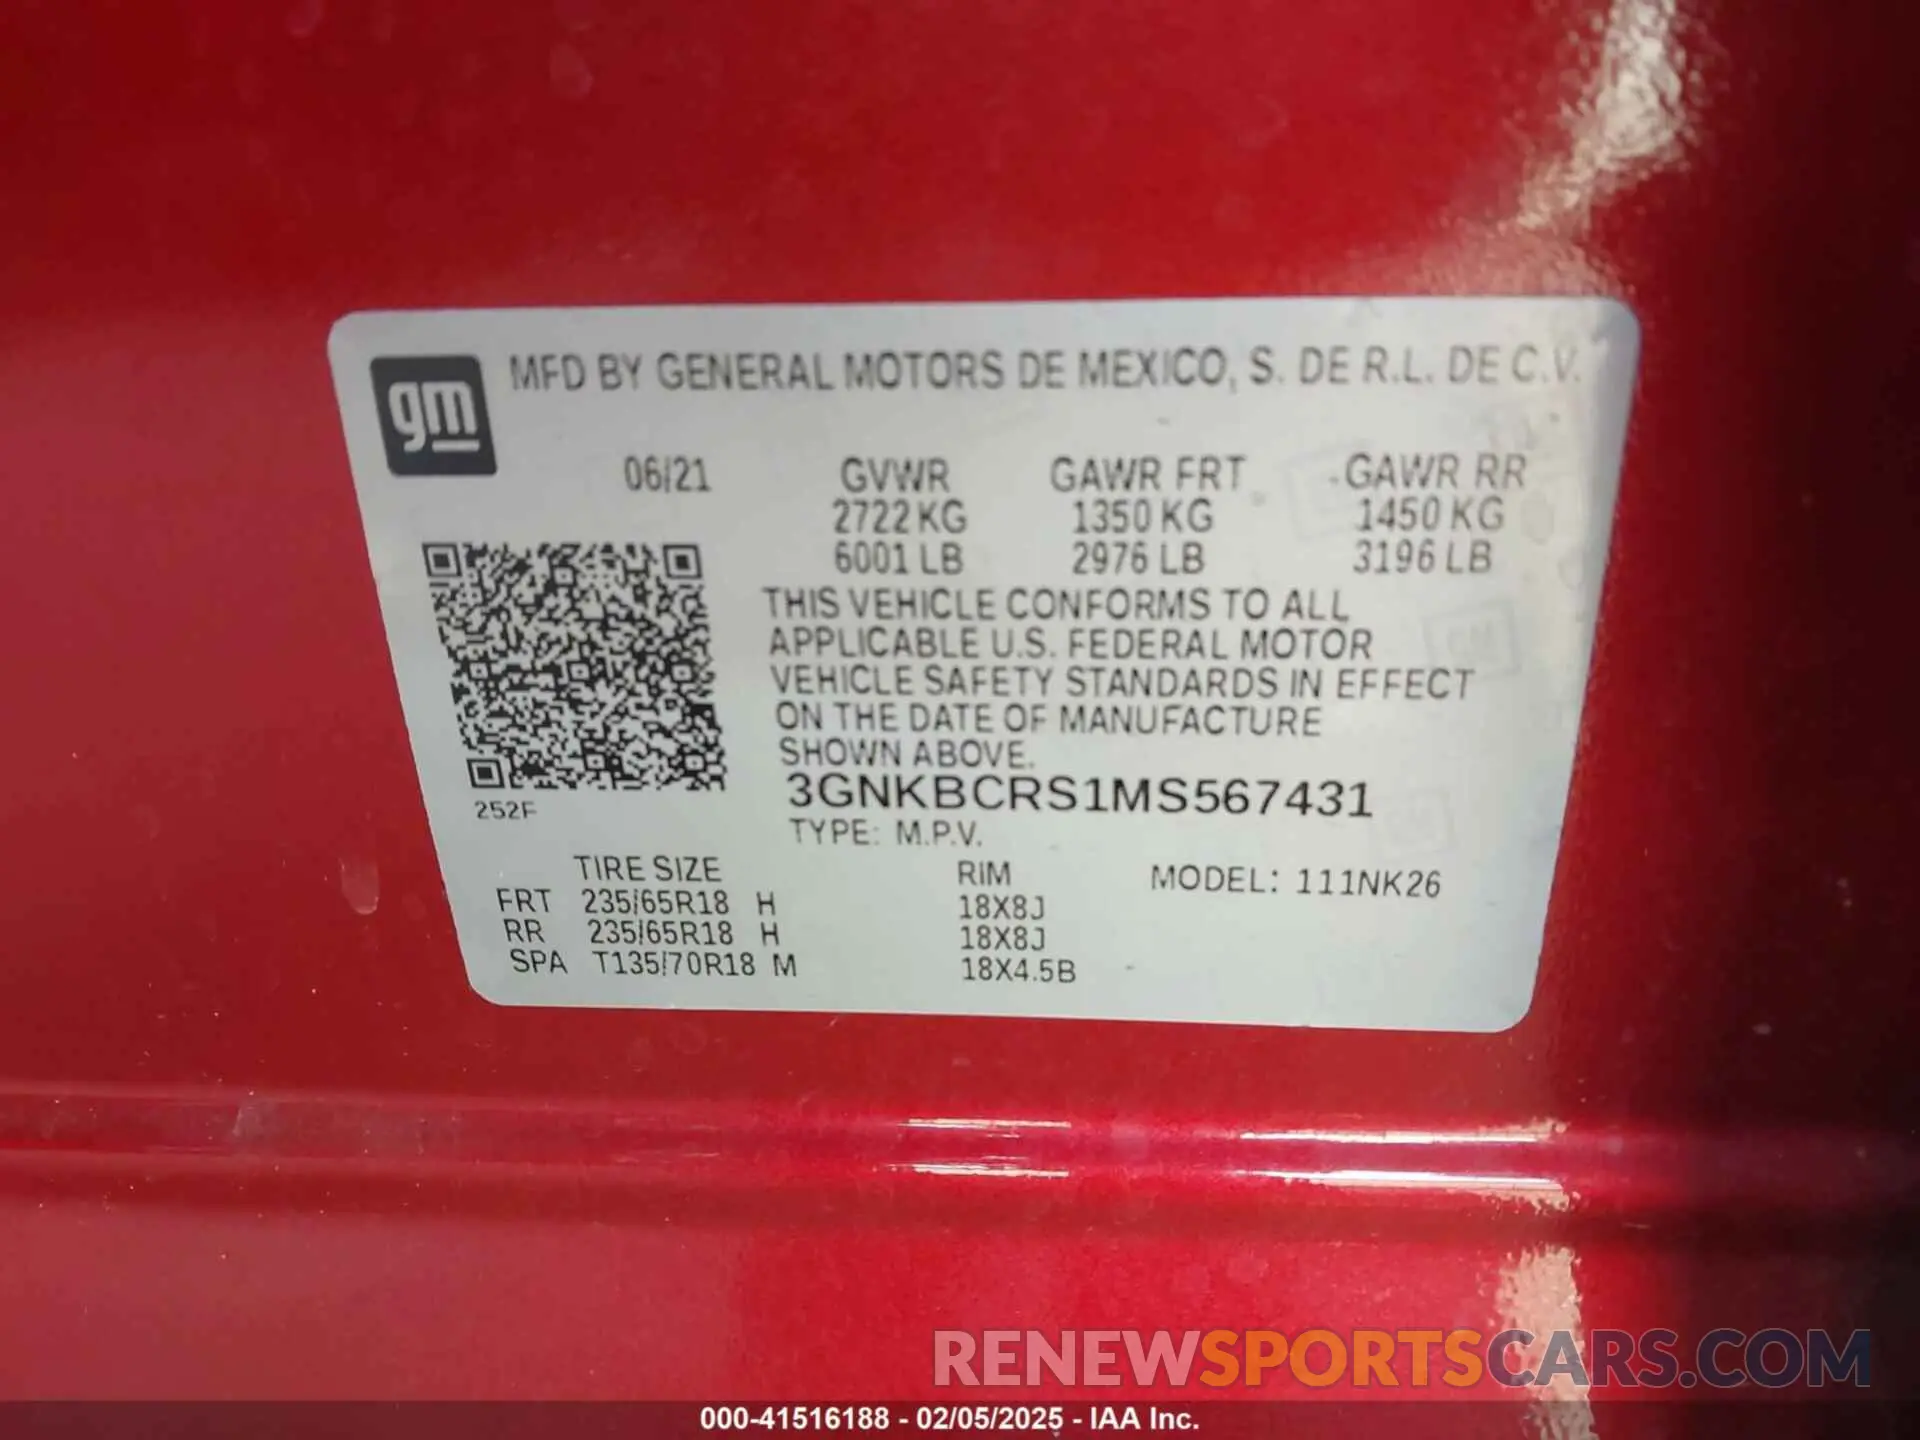 gm
MFD BY GENERAL MOTORS DE MEXICO, S. DE R.L. DE C.V.
06/21 GVWR GAWR FRT GAWR RR
2722 KG 1350 KG 1450 KG
6001 LB 2976 LB 3196 LB
THIS VEHICLE CONFORMS TO ALL
APPLICABLE U.S. FEDERAL MOTOR
VEHICLE SAFETY STANDARDS IN EFFECT
ON THE DATE OF MANUFACTURE
SHOWN ABOVE.
3GNKBCRS1MS567431
252F
TYPE: M.P.V.
TIRE SIZE RIM MODEL: 111NK26
FRT 235/65R18 H 18X8J
RR 235/65R18 H 18X8J
SPA T135/70R18 M 18X4.5B
RENEWSPORTSCARS.COM
000-41516188 - 02/05/2025 - IAA Inc.